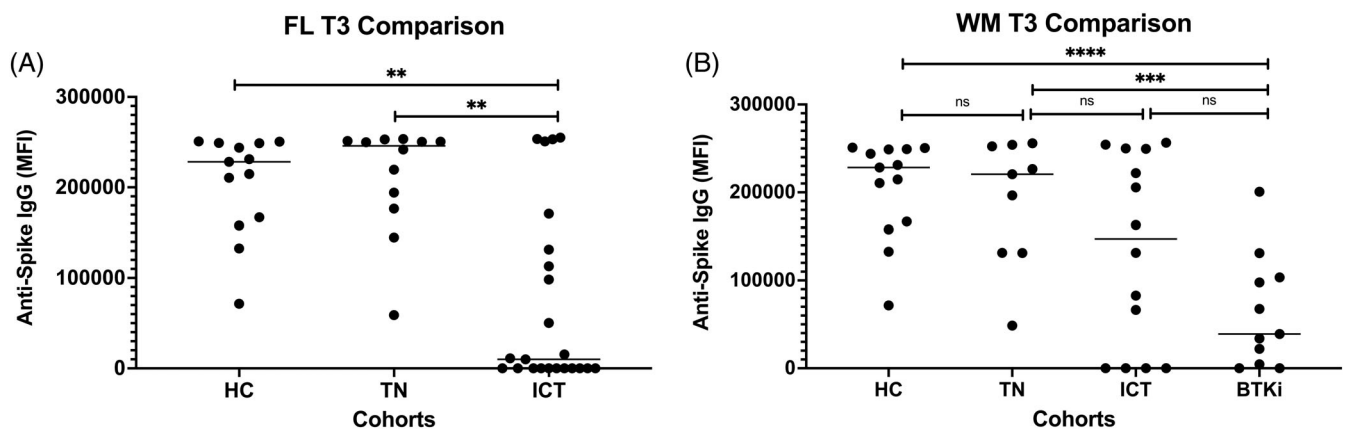 FL T3 Comparison
(A)
**
**
300000
200000
100000
0
Anti-Spike IgG (MFI)
HC TN ICT
Cohorts
WM T3 Comparison
(B)
****
***
ns ns ns
300000
200000
100000
0
Anti-Spike IgG (MFI)
HC TN ICT BTKi
Cohorts